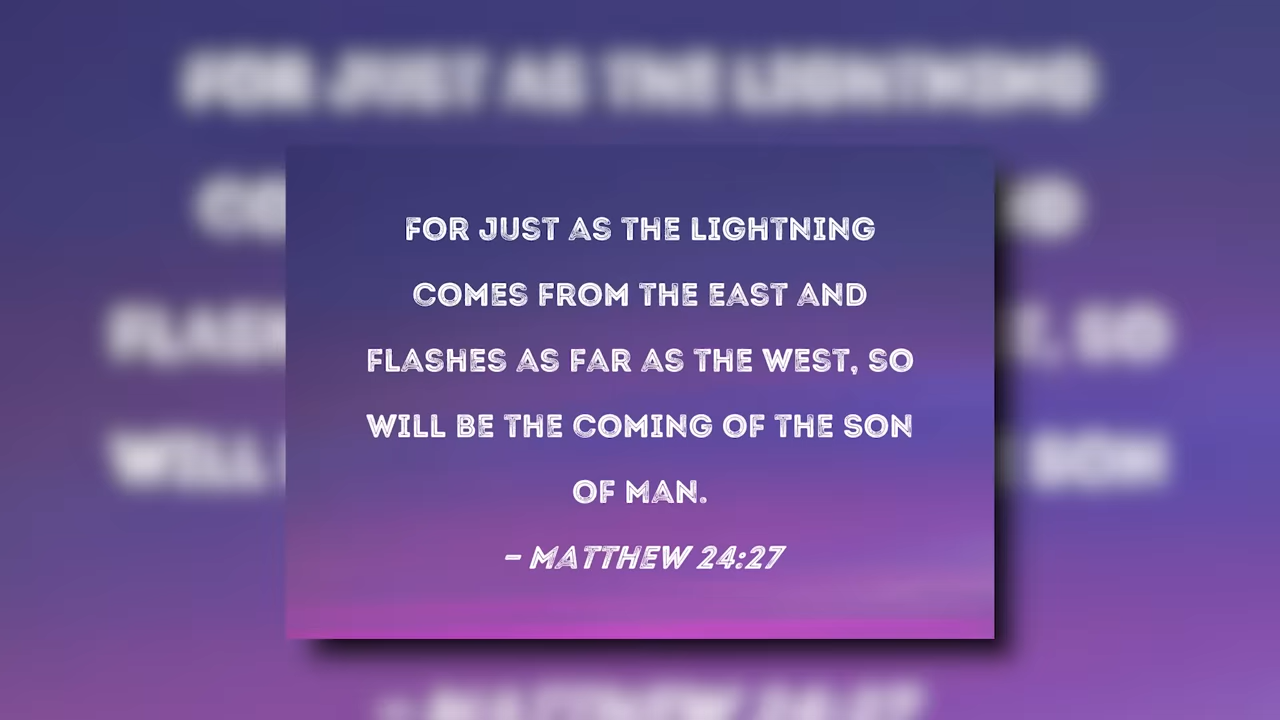 FOR JUST AS THE LIGHTNING
COMES FROM THE EAST AND
FLASHES AS FAR AS THE WEST, SO
WILL BE THE COMING OF THE SON
OF MAN.
– MATTHEW 24:27